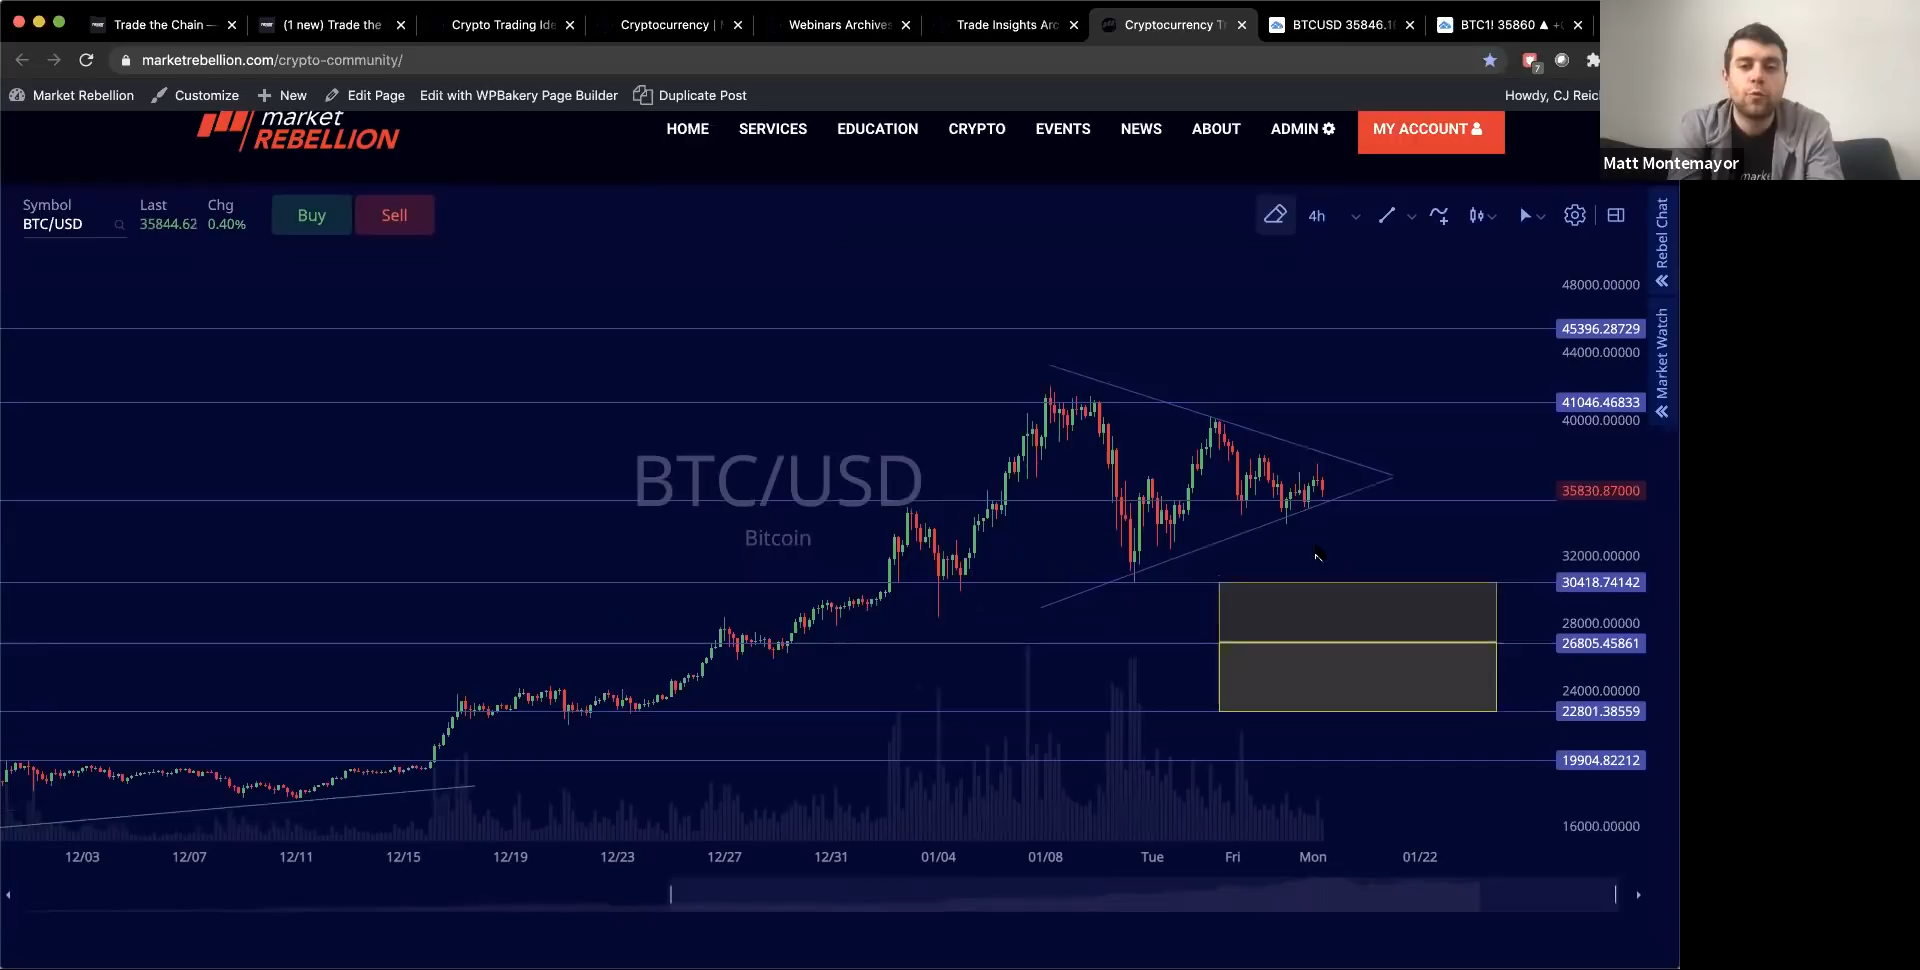 Trade the Chain —
(1 new) Trade the
Crypto Trading Ide
Cryptocurrency | M
Webinars Archives
Trade Insights Arc
Cryptocurrency Tr
BTCUSD 35846.1
BTC1! 35860 ▲ +
marketrebellion.com/crypto-community/
7
Market Rebellion
Customize
New
Edit Page
Edit with WPBakery Page Builder
Duplicate Post
Howdy, CJ Reic
market
REBELLION
HOME
SERVICES
EDUCATION
CRYPTO
EVENTS
NEWS
ABOUT
ADMIN
MY ACCOUNT
Matt Montemayor
Symbol
Last
Chg
BTC/USD
35844.62
0.40%
Buy
Sell
4h
Rebel Chat
Market Watch
48000.00000
45396.28729
44000.00000
41046.46833
40000.00000
35830.87000
32000.00000
30418.74142
28000.00000
26805.45861
24000.00000
22801.38559
19904.82212
16000.00000
BTC/USD
Bitcoin
12/03
12/07
12/11
12/15
12/19
12/23
12/27
12/31
01/04
01/08
Tue
Fri
Mon
01/22